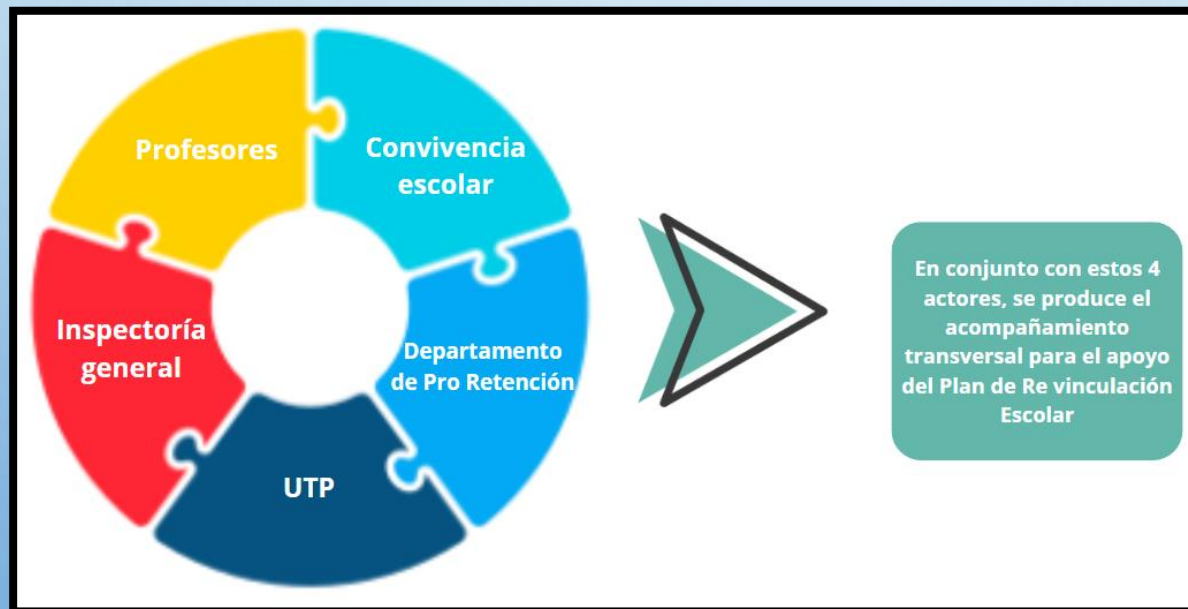 Profesores
Convivencia
escolar
Inspectoría
general
Departamento
de Pro Retención
UTP
En conjunto con estos 4
actores, se produce el
acompañamiento
transversal para el apoyo
del Plan de Re vinculación
Escolar